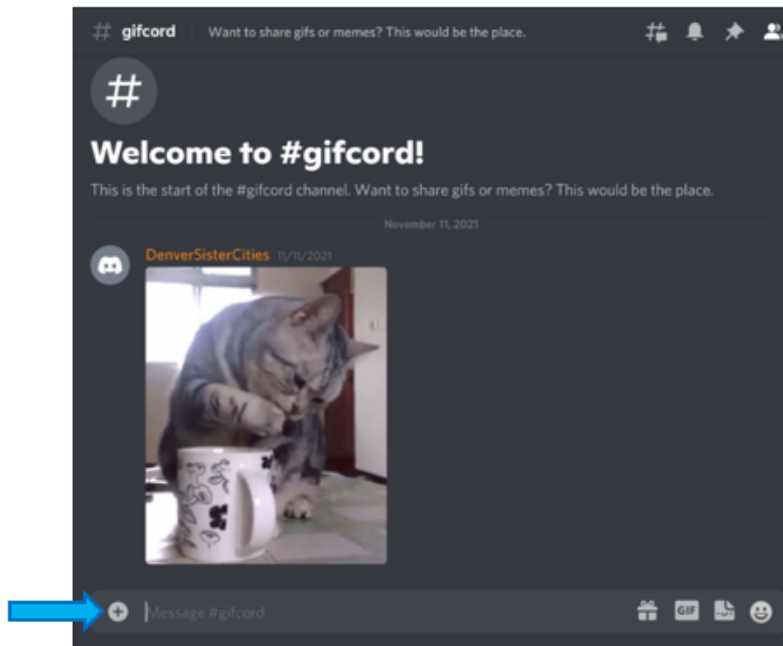 # gifcord Want to share gifs or memes? This would be the place.
#
Welcome to #gifcord!
This is the start of the #gifcord channel. Want to share gifs or memes? This would be the place.
November 11, 2021
DenverSisterCities 11/11/2021
Message #gifcord GIF